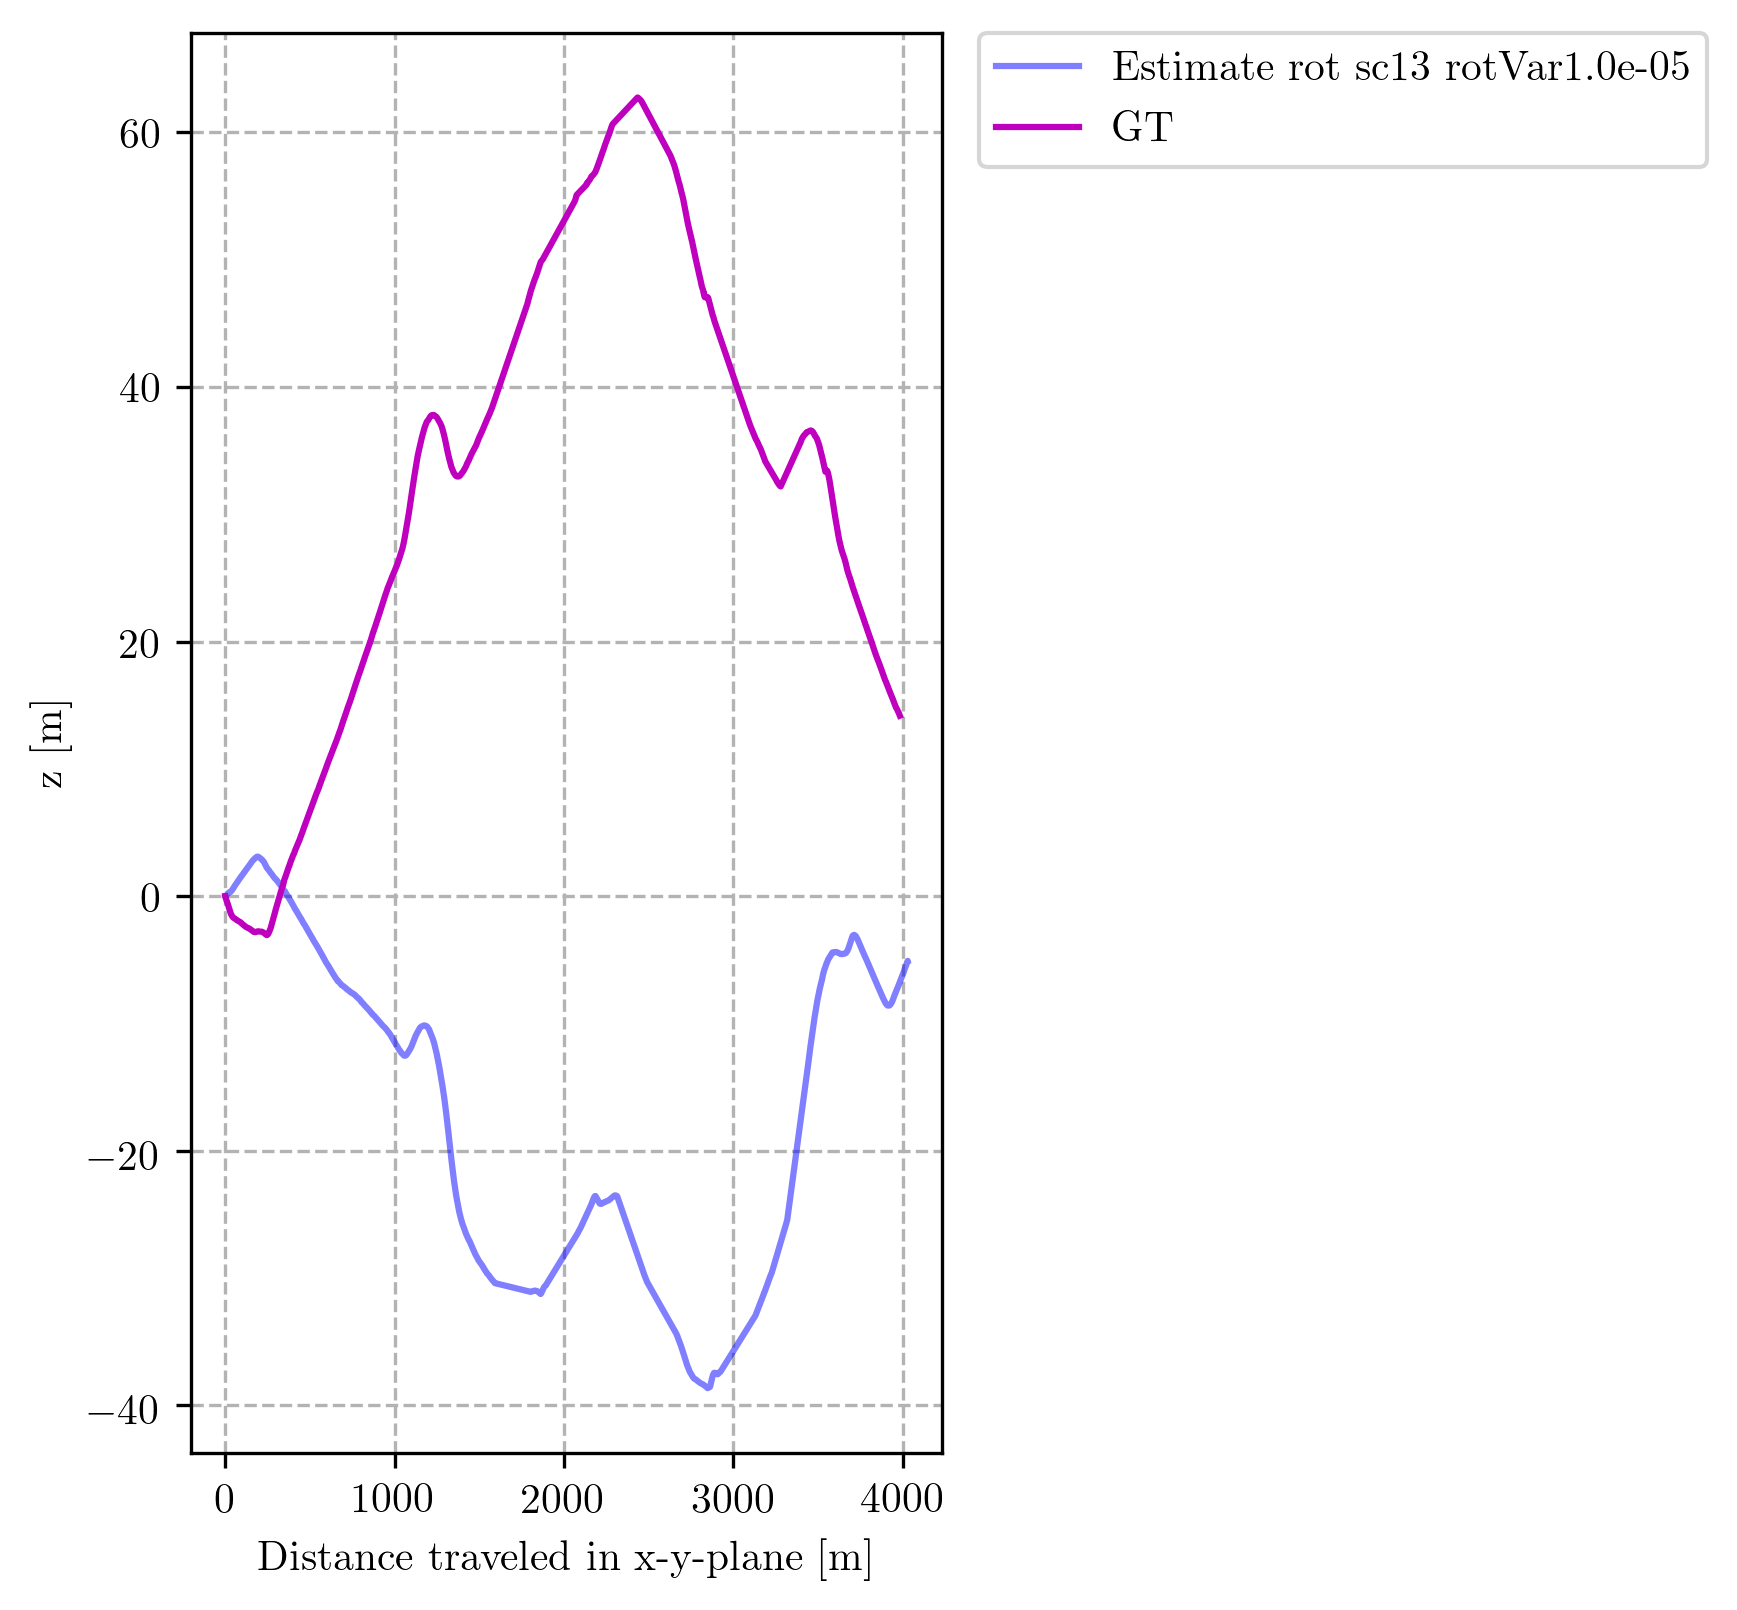 Estimate rot sc13 rotVar1.0e-05
GT
60
40
20
0
−20
−40
z [m]
0 1000 2000 3000 4000
Distance traveled in x-y-plane [m]